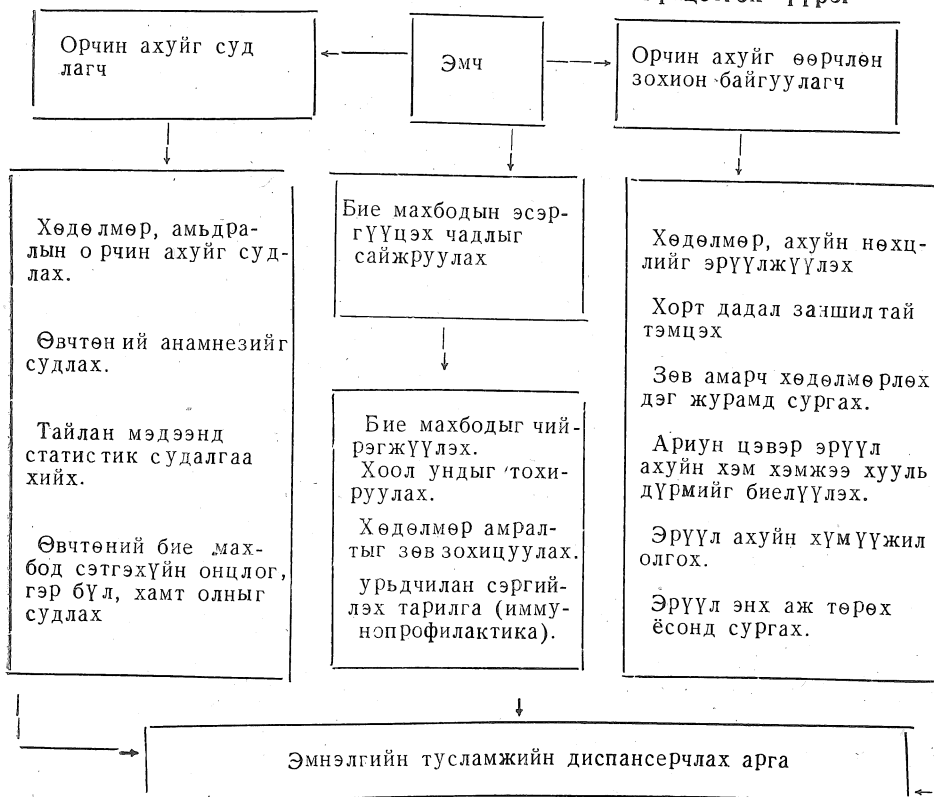 үүрэг
Орчин ахуйг суд
лагч
Эмч
Орчин ахуйг өөрчлөн
зохион байгуулагч
Хөдөлмөр, амьдра-
лын орчин ахуйг суд-
лах.
Өвчтөний анамнезийг
судлах.
Тайлан мэдээнд
статистик судалгаа
хийх.
Өвчтөний бие мах-
бод сэтгэхүйн онцлог,
гэр бүл, хамт олныг
судлах
Бие махбодын эсэр-
гүүцэх чадлыг
сайжруулах
Бие махбодыг чий-
рэгжүүлэх.
Хоол ундыг тохи-
руулах.
Хөдөлмөр амрал-
тыг зөв зохицуулах.
урьдчилан сэргий-
лэх тарилга (имму-
нопрофилактика).
Хөдөлмөр, ахуйн нөхц-
лийг эрүүлжүүлэх
Хорт дадал заншилтай
тэмцэх
Зөв амарч хөдөлмөрлөх
дэг журамд сургах.
Ариун цэвэр эрүүл
ахуйн хэм хэмжээ хууль
дүрмийг биелүүлэх.
Эрүүл ахуйн хүмүүжил
олгох.
Эрүүл энх аж төрөх
ёсонд сургах.
Эмнэлгийн тусламжийн диспансерчлах арга